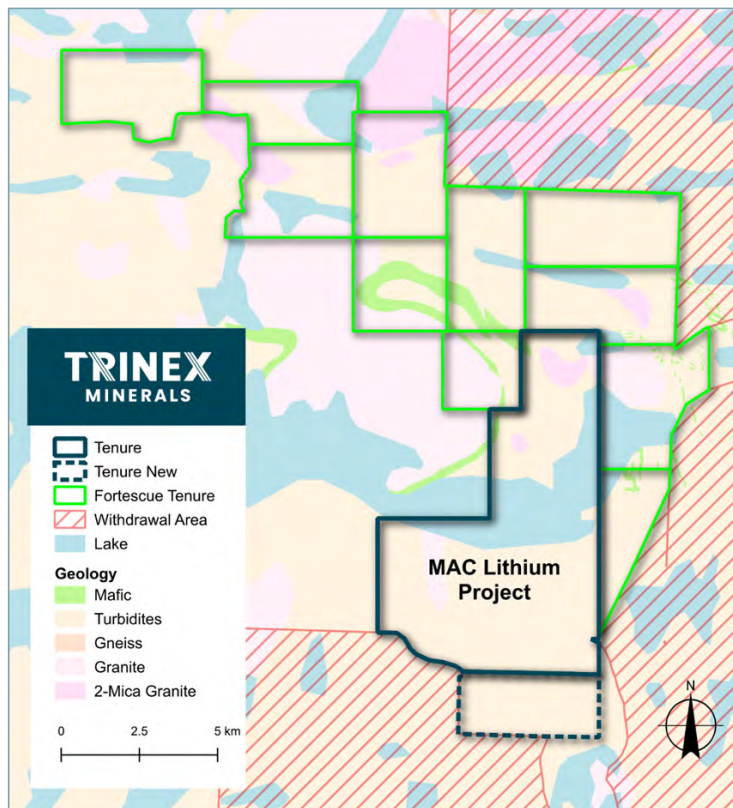 TRINEX
MINERALS
Tenure
Tenure New
Fortescue Tenure
Withdrawal Area
Lake
Geology
Mafic
Turbidites
Gneiss
Granite
2-Mica Granite
0 2.5 5 km
MAC Lithium
Project
N